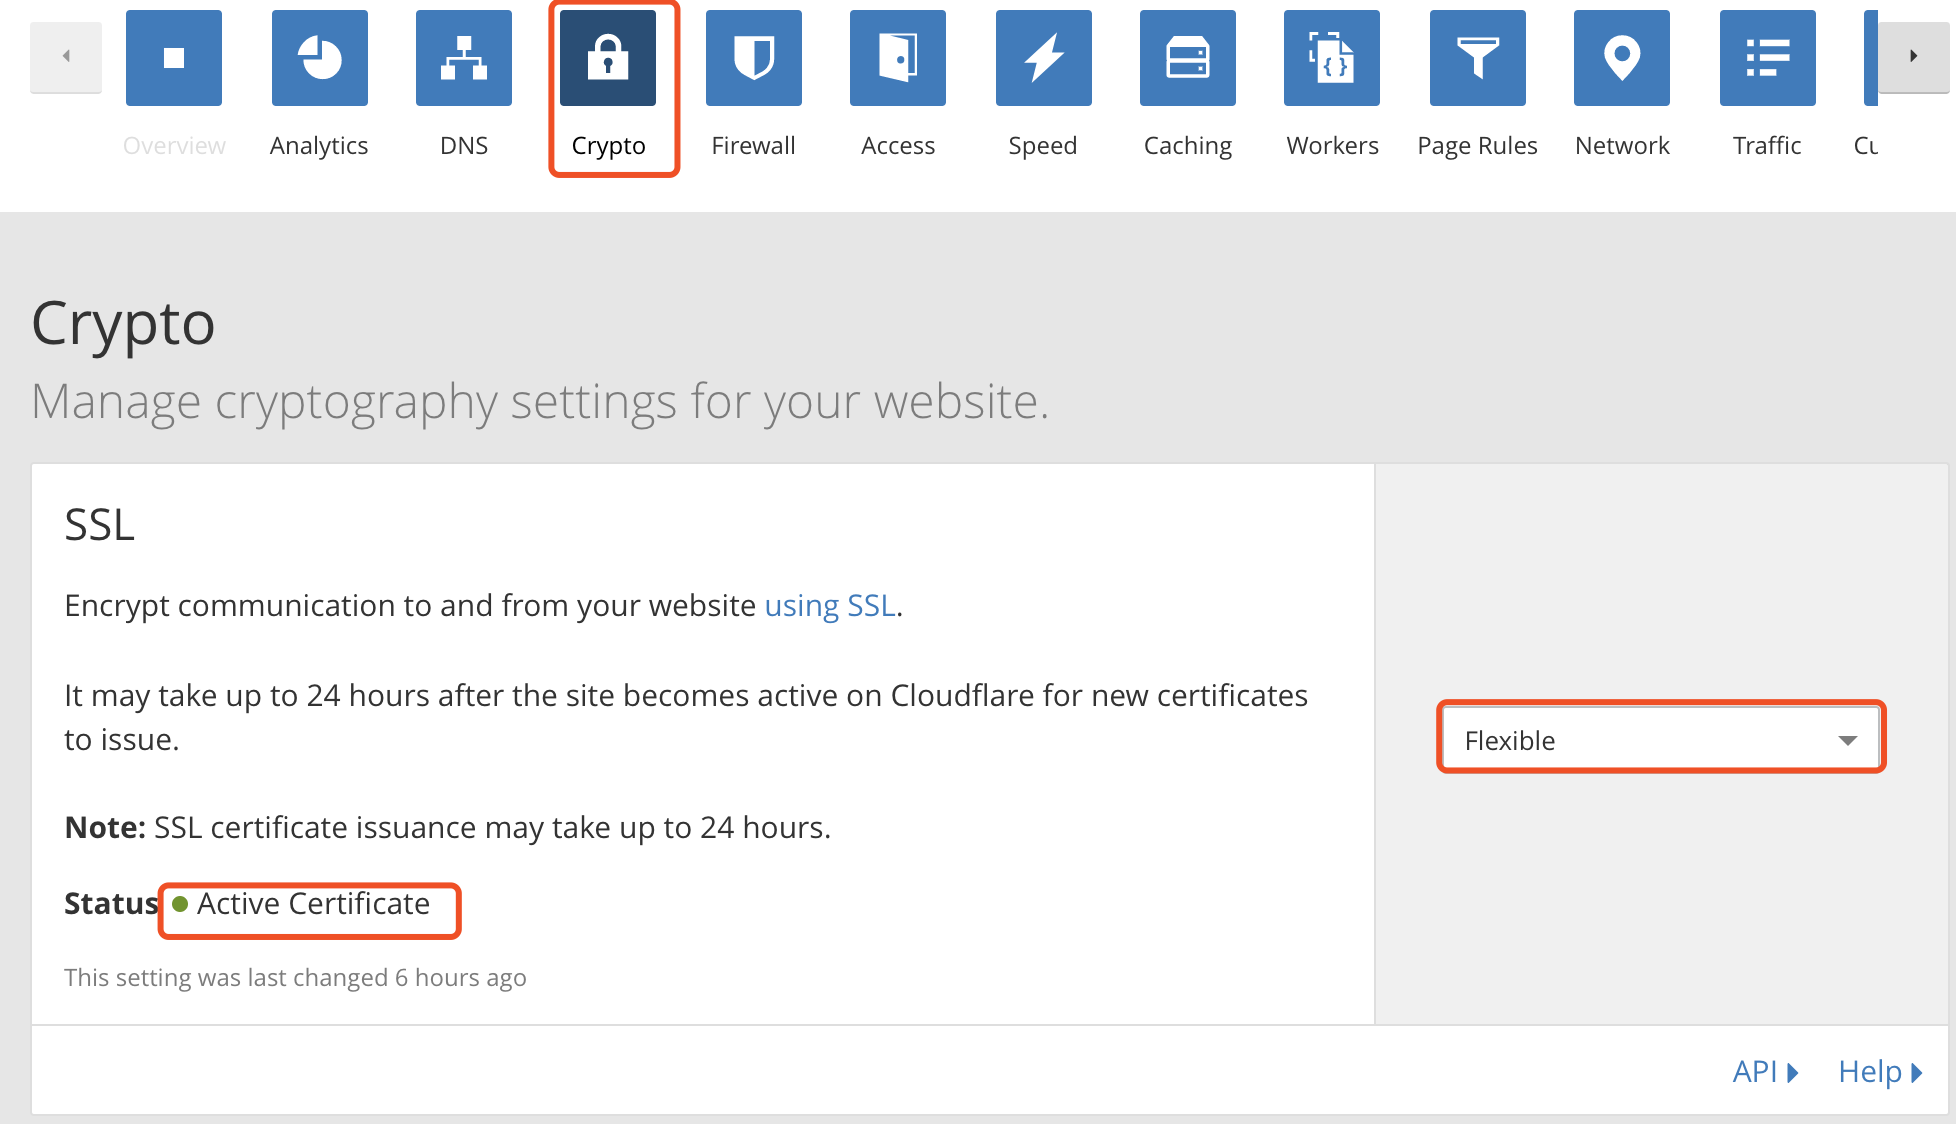 Overview
Analytics
DNS
Crypto
Firewall
Access
Speed
Caching
Workers
Page Rules
Network
Traffic
Crypto
Manage cryptography settings for your website.
SSL
Encrypt communication to and from your website using SSL.
It may take up to 24 hours after the site becomes active on Cloudflare for new certificates
to issue.
Flexible
Note: SSL certificate issuance may take up to 24 hours.
Status Active Certificate
This setting was last changed 6 hours ago
API
Help